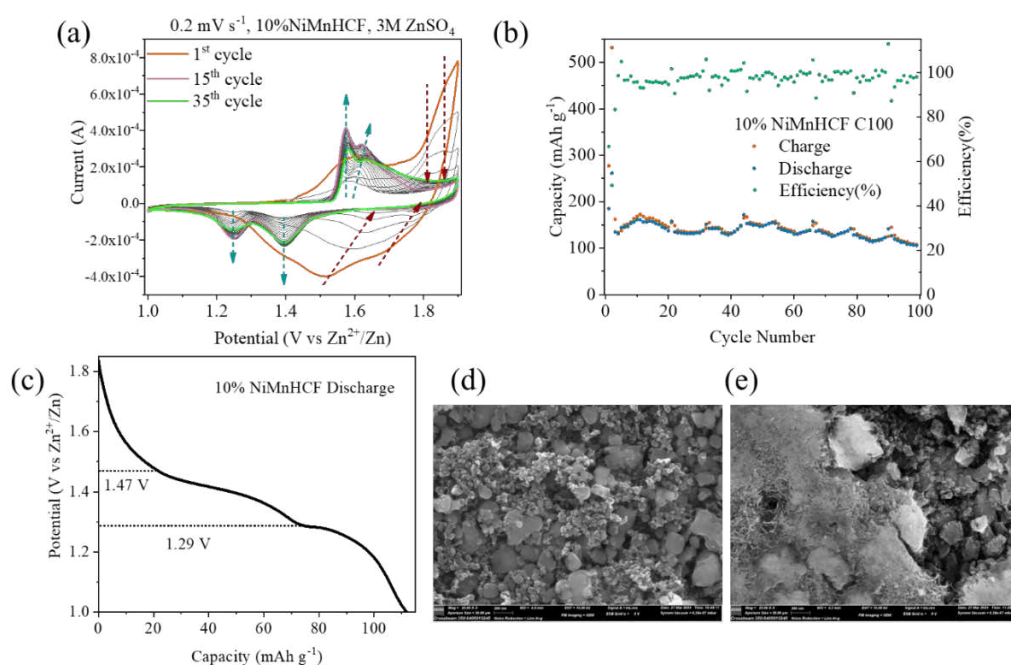 (a)
0.2 mV s⁻¹, 10%NiMnHCF, 3M ZnSO₄
1ˢᵗ cycle
15ᵗʰ cycle
35ᵗʰ cycle
8.0x10⁻⁴
6.0x10⁻⁴
4.0x10⁻⁴
2.0x10⁻⁴
0.0
-2.0x10⁻⁴
-4.0x10⁻⁴
Current (A)
1.0 1.2 1.4 1.6 1.8
Potential (V vs Zn²⁺/Zn)
(b)
500
450
400
350
300
250
200
150
100
50
0
Capacity (mAh g⁻¹)
10% NiMnHCF C100
Charge
Discharge
Efficiency(%)
100
80
60
40
20
0
Efficiency(%)
0 20 40 60 80 100
Cycle Number
(c)
10% NiMnHCF Discharge
1.8
1.6
1.4
1.2
1.0
Potential (V vs Zn²⁺/Zn)
1.47 V
1.29 V
0 20 40 60 80 100
Capacity (mAh g⁻¹)
(d)
(e)